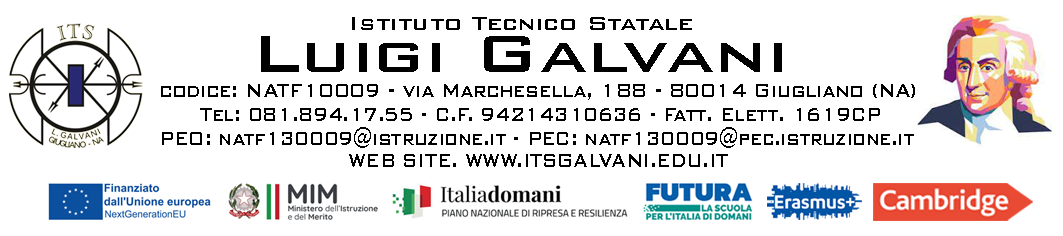 ITS
L. GALVANI
GIUGLIANO - NA
Istituto Tecnico Statale
Luigi Galvani
codice: NATF10009 - via Marchesella, 188 - 80014 Giugliano (NA)
Tel: 081.894.17.55 - C.F. 94214310636 - Fatt. Elett. 1619CP
PEO: natf130009@istruzione.it - PEC: natf130009@pec.istruzione.it
web site. www.itsgalvani.edu.it
Finanziato
dall'Unione europea
NextGenerationEU
MIM
Ministero dell'Istruzione
e del Merito
Italiadomani
PIANO NAZIONALE DI RIPRESA E RESILIENZA
FUTURA
LA SCUOLA
PER L'ITALIA DI DOMANI
Erasmus+
Cambridge